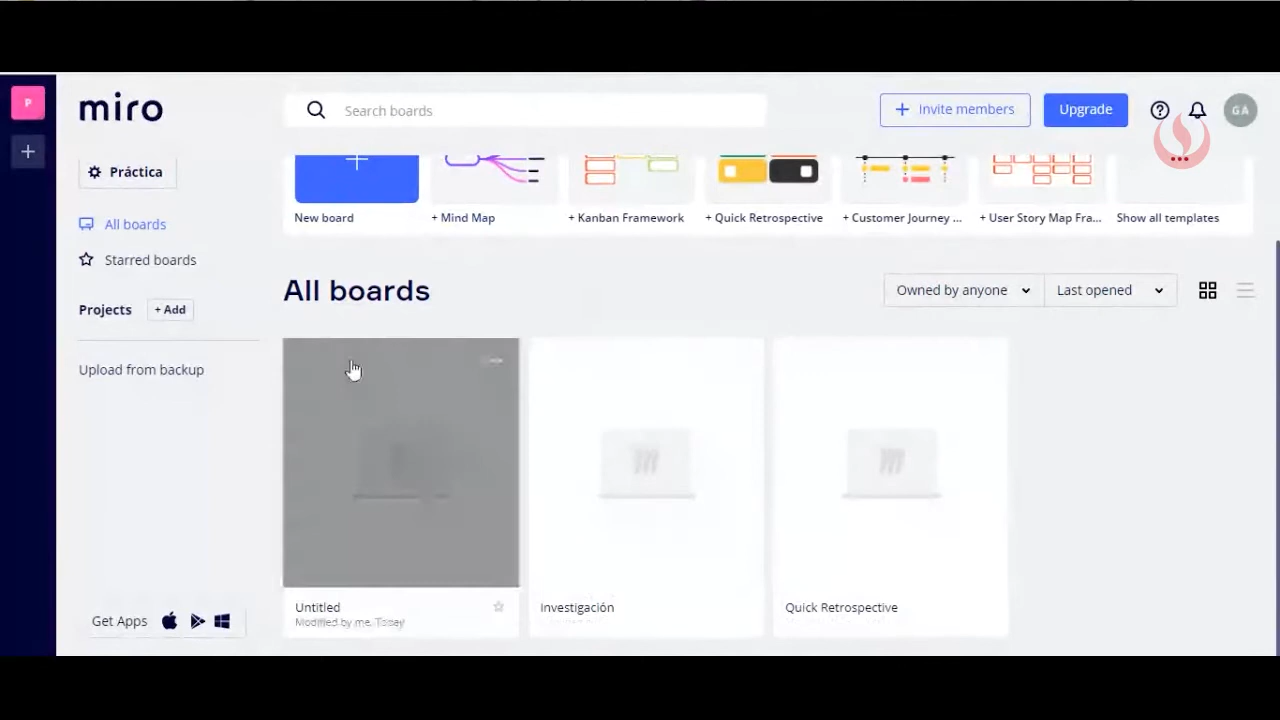 P
miro
Search boards
+ Invite members
Upgrade
GA
Práctica
New board
+ Mind Map
+ Kanban Framework
+ Quick Retrospective
+ Customer Journey ...
+ User Story Map Fra...
Show all templates
All boards
Starred boards
Projects
+ Add
Upload from backup
All boards
Owned by anyone
Last opened
Untitled
Modified by me, Today
Investigación
Quick Retrospective
Get Apps